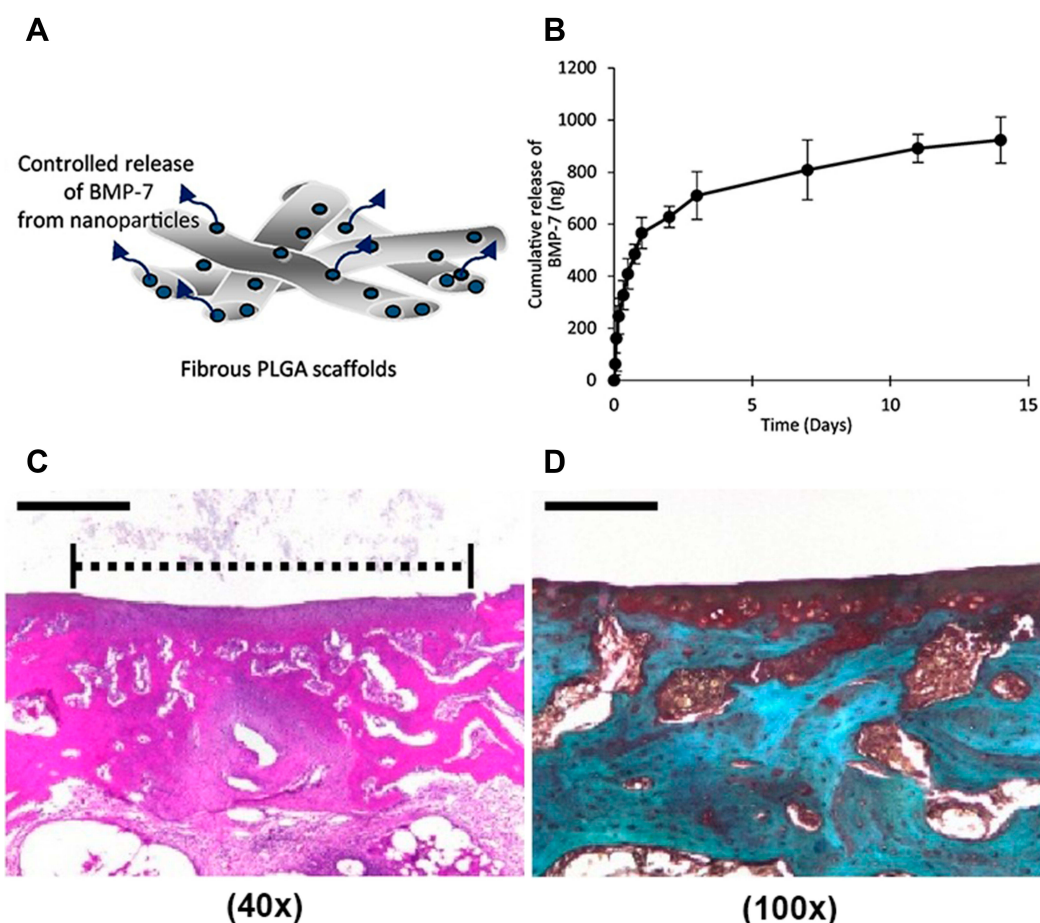 A
Controlled release
of BMP-7
from nanoparticles
Fibrous PLGA scaffolds
B
Cumulative release of
BMP-7 (ng)
1200
1000
800
600
400
200
0
0 5 10 15
Time (Days)
C
D
(40x)
(100x)